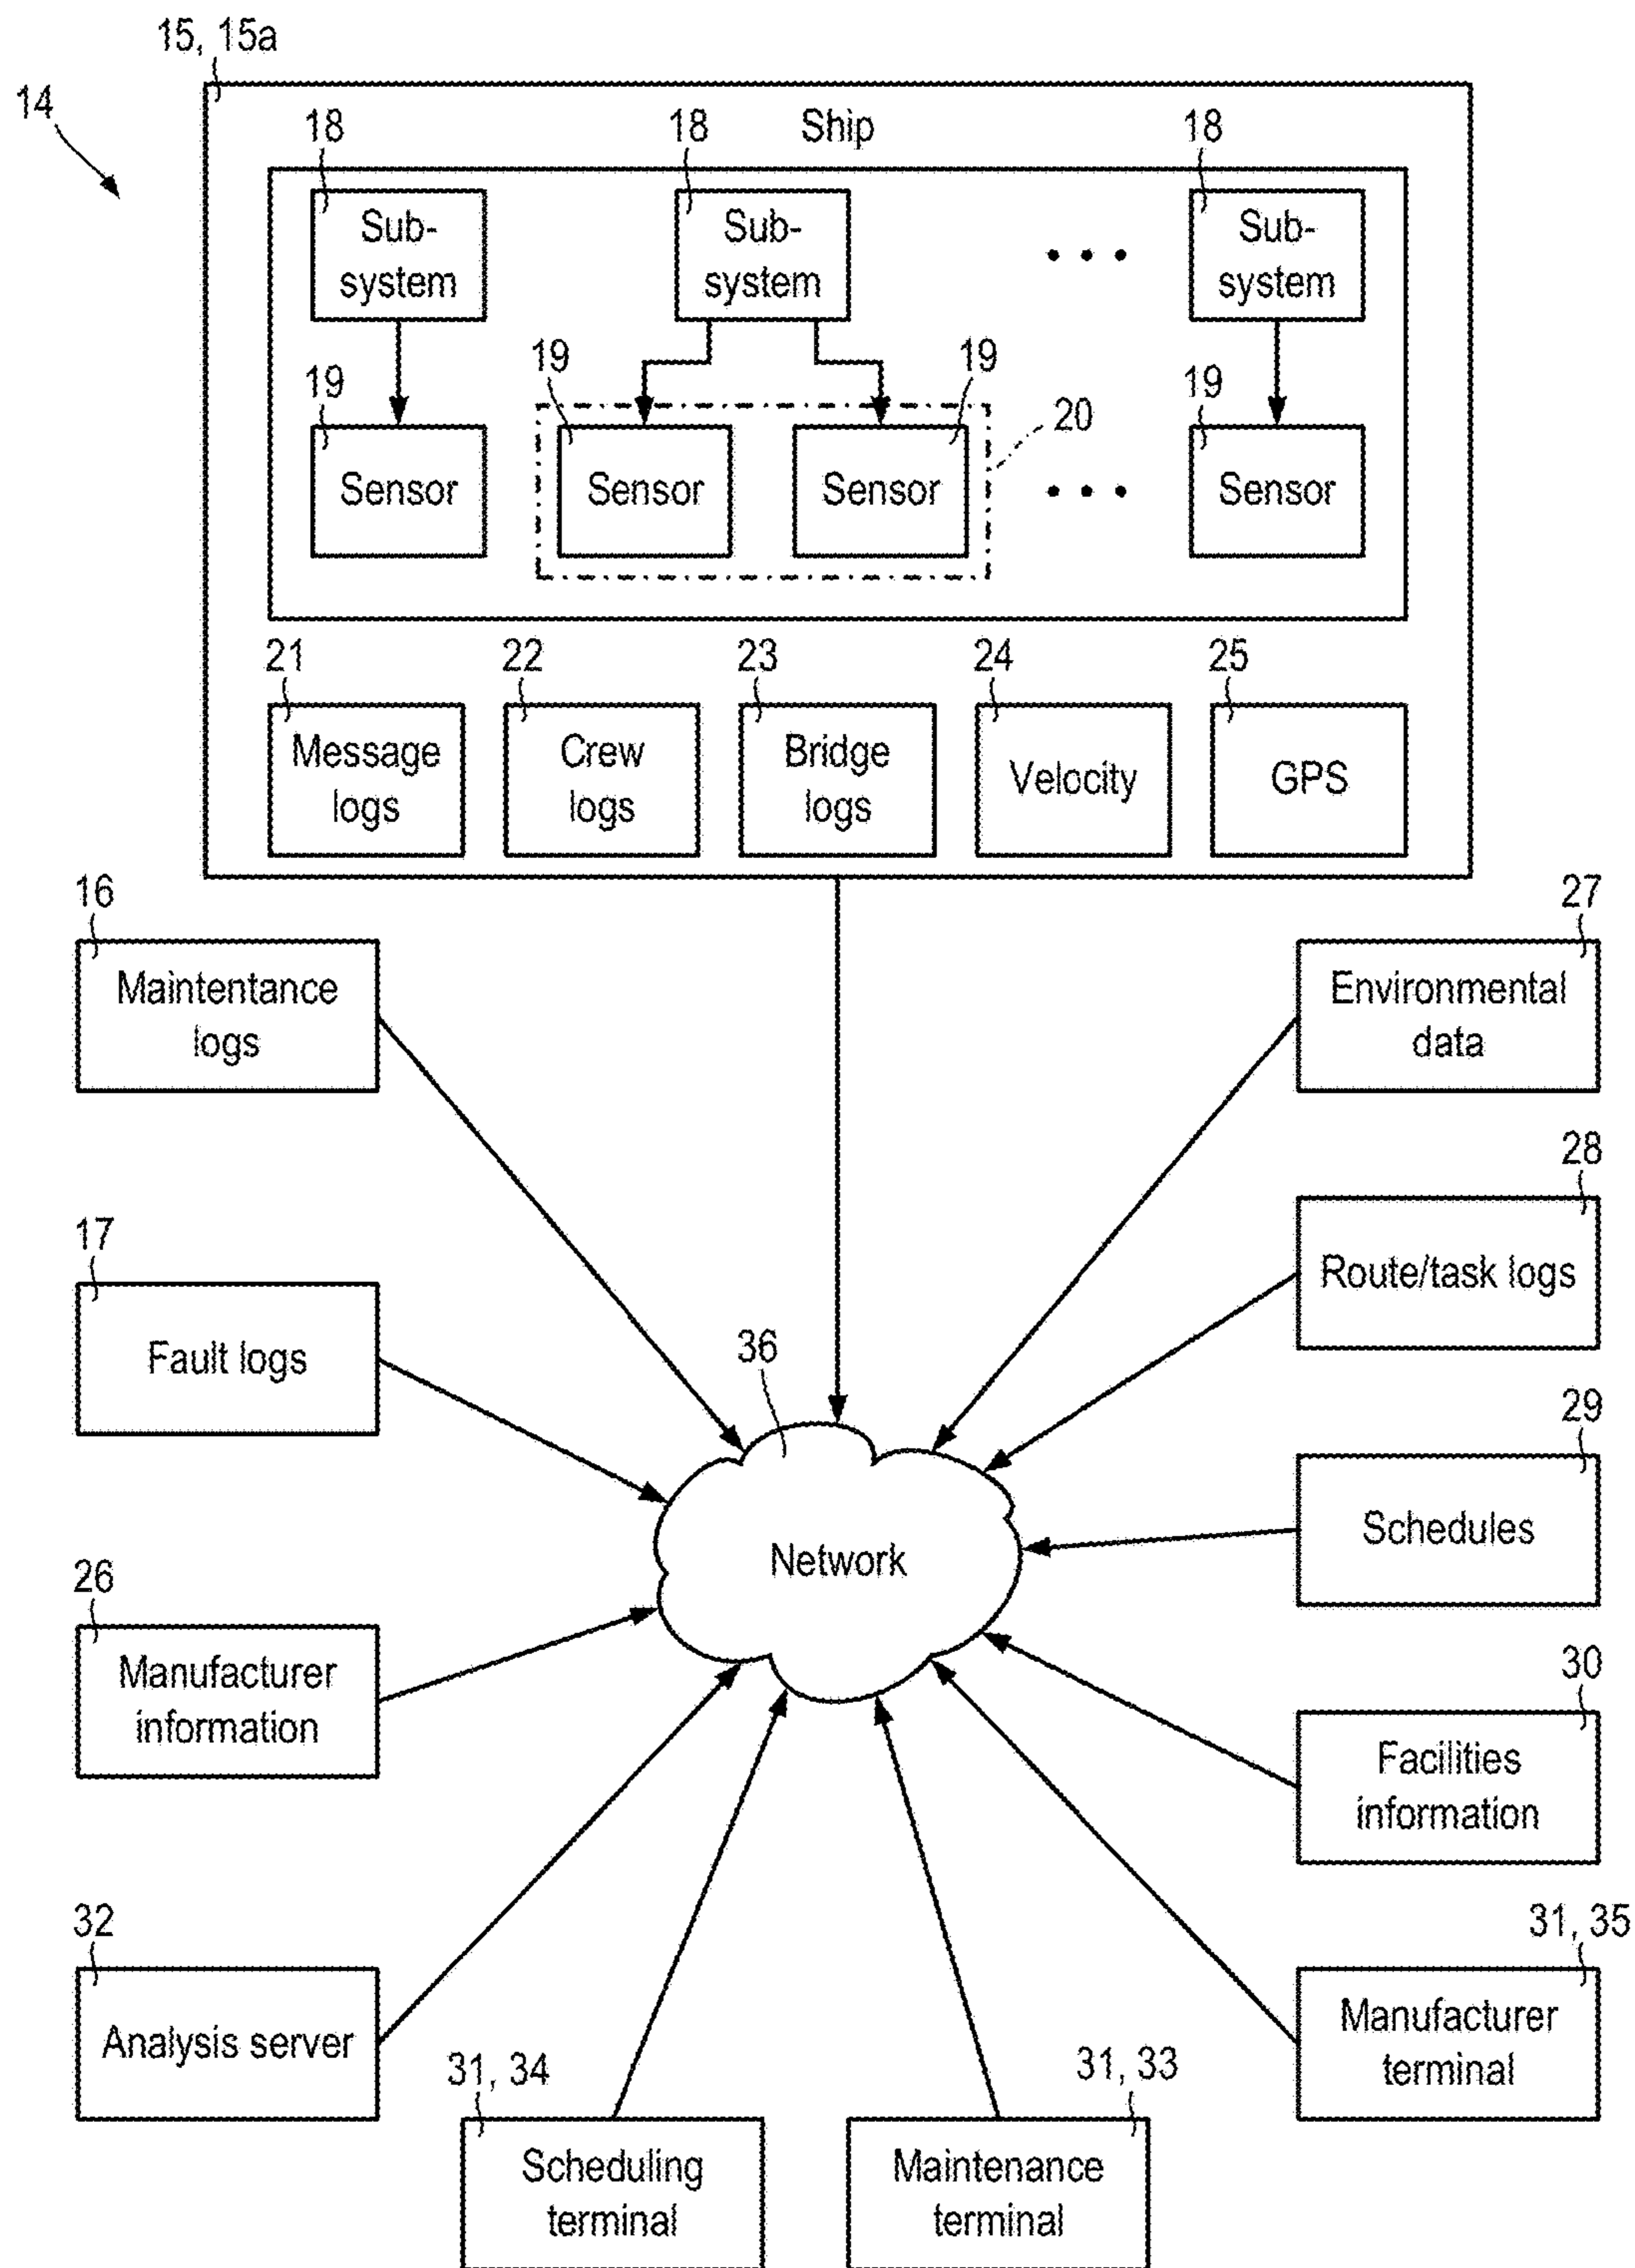 15, 15a
14
18
18
Ship
18
Sub-
system
Sub-
system
• • •
Sub-
system
19
19
19
20
19
Sensor
Sensor
Sensor
• • •
Sensor
21
22
23
24
25
Message
logs
Crew
logs
Bridge
logs
Velocity
GPS
16
27
Maintentance
logs
Environmental
data
28
17
Route/task logs
Fault logs
36
29
Schedules
Network
26
30
Manufacturer
information
Facilities
information
32
31, 35
Analysis server
Manufacturer
terminal
31, 34
31, 33
Scheduling
terminal
Maintenance
terminal